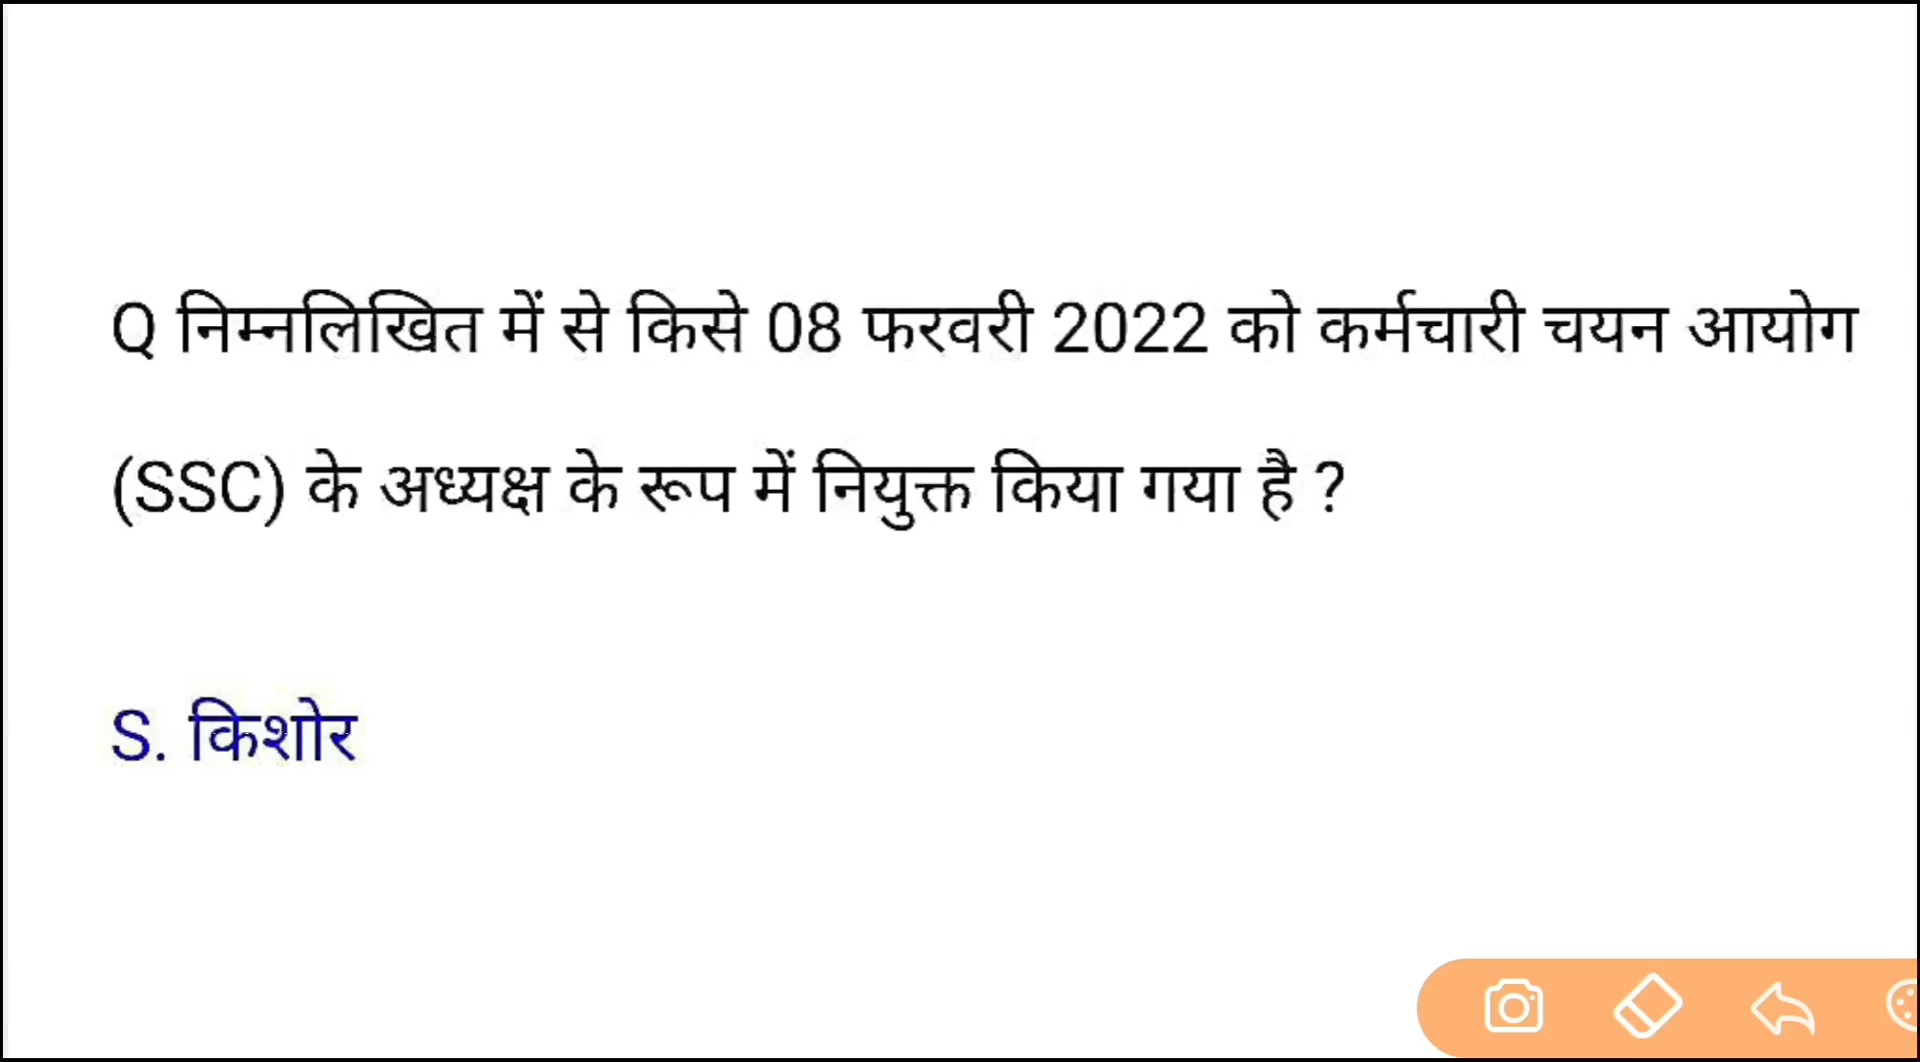 Q निम्नलिखित में से किसे 08 फरवरी 2022 को कर्मचारी चयन आयोग
(SSC) के अध्यक्ष के रूप में नियुक्त किया गया है ?
S. किशोर